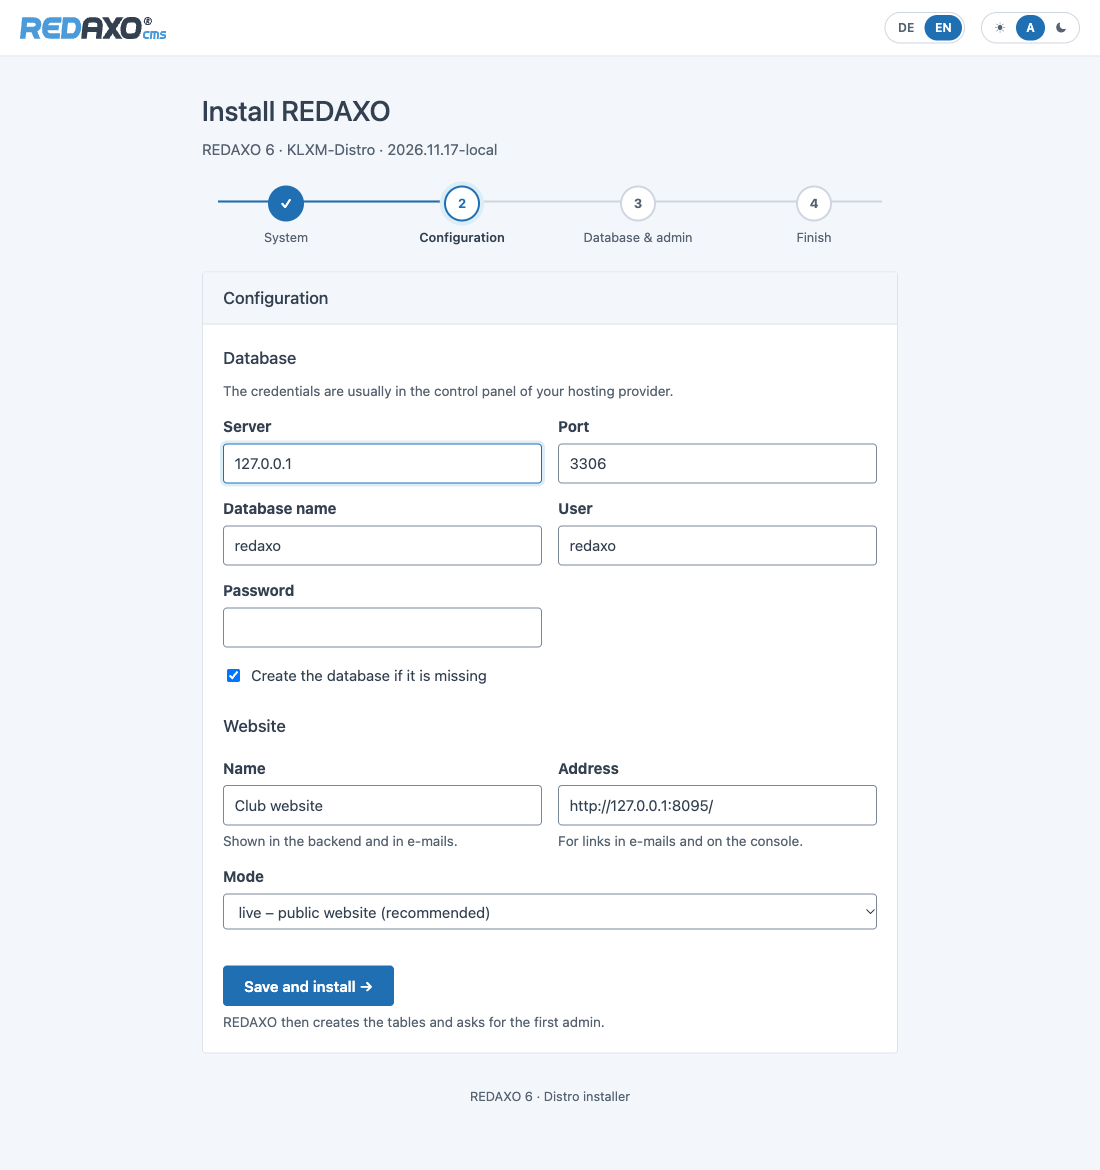 REDAXO® cms
DE EN A
Install REDAXO
REDAXO 6 · KLXM-Distro · 2026.11.17-local
2 3 4
System Configuration Database & admin Finish
Configuration
Database
The credentials are usually in the control panel of your hosting provider.
Server Port
127.0.0.1 3306
Database name User
redaxo redaxo
Password
Create the database if it is missing
Website
Name Address
Club website http://127.0.0.1:8095/
Shown in the backend and in e-mails. For links in e-mails and on the console.
Mode
live – public website (recommended)
Save and install →
REDAXO then creates the tables and asks for the first admin.
REDAXO 6 · Distro installer